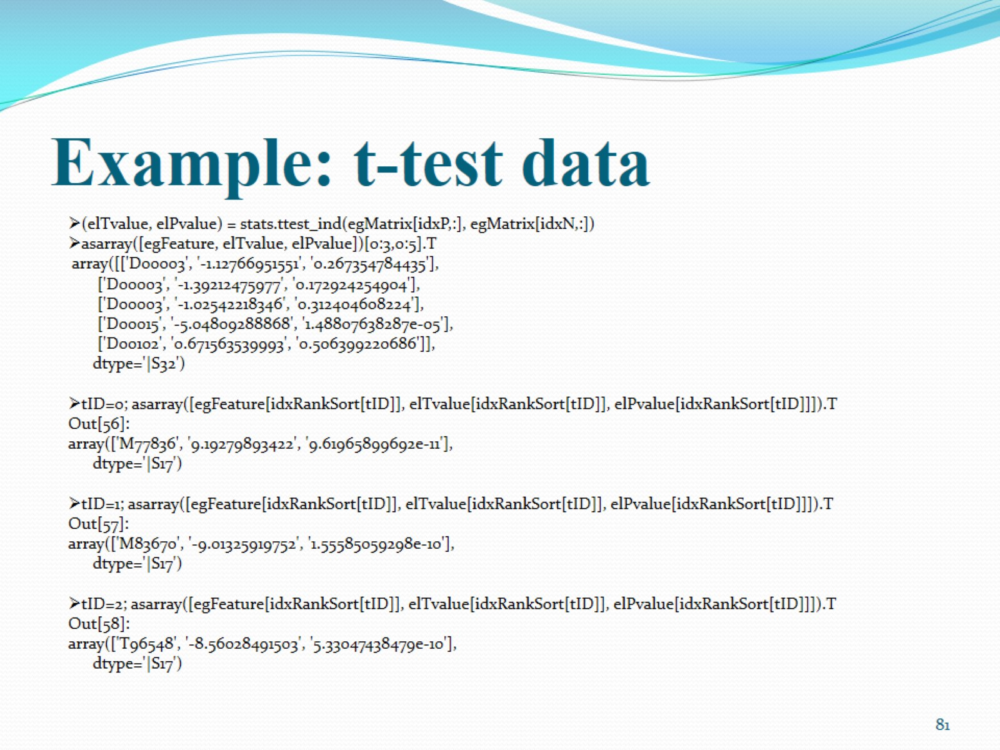 Example: t-test data
➢(elTvalue, elPvalue) = stats.ttest_ind(egMatrix[idxP,:], egMatrix[idxN,:])
➢asarray([egFeature, elTvalue, elPvalue])[0:3,0:5].T
array([['D00003', '-1.12766951551', '0.267354784435'],
['D00003', '-1.39212475977', '0.172924254904'],
['D00003', '-1.02542218346', '0.312404608224'],
['D00015', '-5.04809288868', '1.48807638287e-05'],
['D00102', '0.671563539993', '0.506399220686']],
dtype='|S32')
➢tID=0; asarray([egFeature[idxRankSort[tID]], elTvalue[idxRankSort[tID]], elPvalue[idxRankSort[tID]]]).T
Out[56]:
array(['M77836', '9.19279893422', '9.61965899692e-11'],
dtype='|S17')
➢tID=1; asarray([egFeature[idxRankSort[tID]], elTvalue[idxRankSort[tID]], elPvalue[idxRankSort[tID]]]).T
Out[57]:
array(['M83670', '-9.01325919752', '1.55585059298e-10'],
dtype='|S17')
➢tID=2; asarray([egFeature[idxRankSort[tID]], elTvalue[idxRankSort[tID]], elPvalue[idxRankSort[tID]]]).T
Out[58]:
array(['T96548', '-8.56028491503', '5.33047438479e-10'],
dtype='|S17')
81